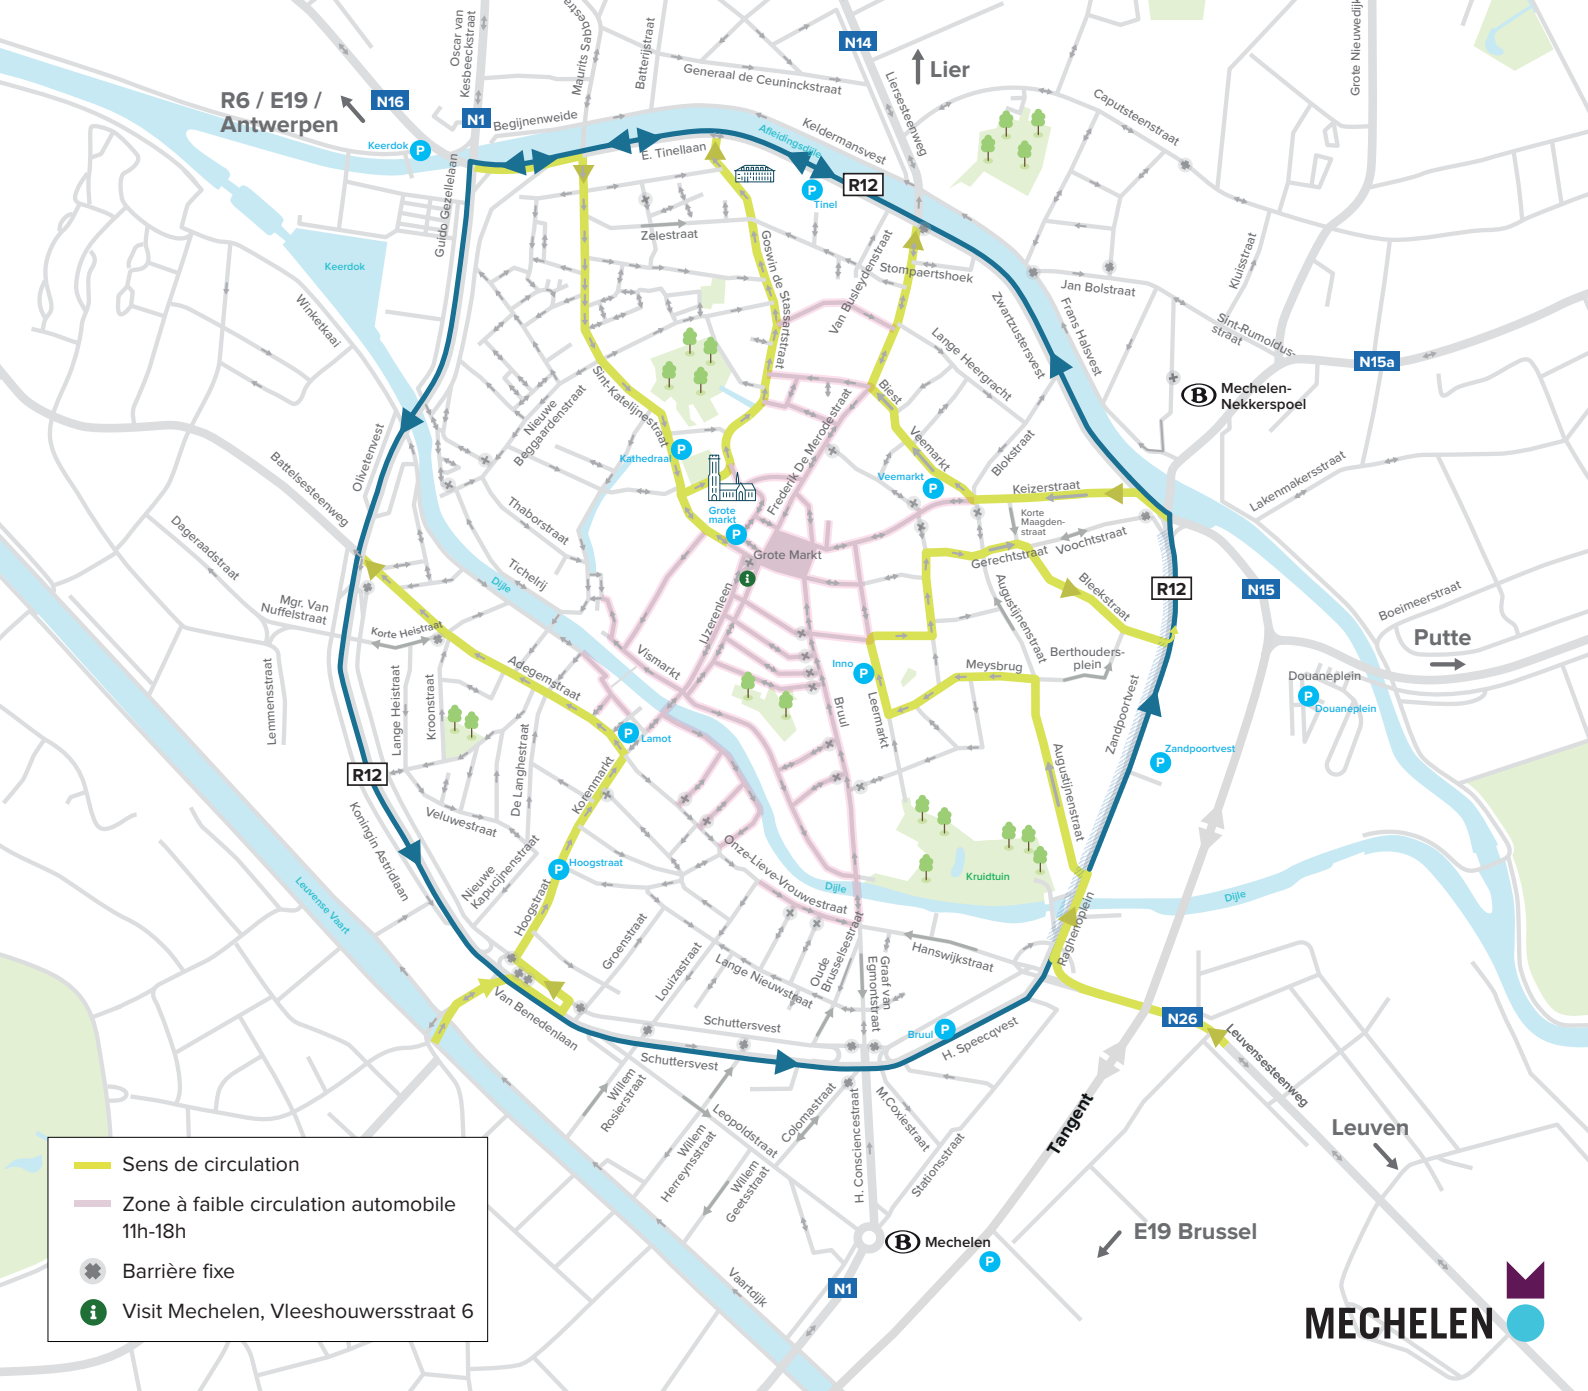 N14
Lier
Oscar van
Kesbeeckstraat
Maurits Sabbestraat
Batterijstraat
Generaal de Ceuninckstraat
Liersesteenweg
Caputsteenstraat
Grote Nieuwedijk
R6 / E19 /
Antwerpen
N16
N1
Begijnenweide
Keerdok
P
E. Tinellaan
Afleidingsdijle
Keldermansvest
R12
P
Tinel
Guido Gezellelaan
Zelestraat
Goswin de Stassartstraat
Van Busleydenstraat
Stompaertshoek
Keerdok
Winketkaai
Zwartzustersvest
Frans Halsvest
Jan Bolstraat
Kluisstraat
Sint-Rumoldus-
straat
N15a
B
Mechelen-
Nekkerspoel
Lange Heergracht
Sint-Katelijnestraat
Nieuwe
Beggaardenstraat
Biest
Veemarkt
Blokstraat
Frederik De Merodestraat
Olivetenvest
Battelsesteenweg
Kathedraal
P
Veemarkt
P
Keizerstraat
Lakenmakersstraat
Grote
markt
P
Korte
Maagden-
straat
Voochtstraat
Thaborstraat
Dageraadstraat
Grote Markt
Gerechtstraat
i
Tichelrij
Dijle
IJzerenleen
Augustijnenstraat
Bleekstraat
R12
N15
Boeimeerstraat
Putte
Mgr. Van
Nuffelstraat
Korte Heistraat
Vismarkt
Inno
P
Meysbrug
Berthouders-
plein
Douaneplein
P
Douaneplein
Adegemstraat
Lemmensstraat
Lange Heistraat
Kroonstraat
Bruul
Leermarkt
Zandpoortvest
P
Lamot
Zandpoortvest
P
De Langhestraat
Korenmarkt
R12
Augustijnenstraat
Veluwestraat
Koningin Astridlaan
P
Hoogstraat
Onze-Lieve-Vrouwestraat
Nieuwe
Kapucijnenstraat
Hoogstraat
Kruidtuin
Dijle
Dijle
Leuvense Vaart
Raghenoplein
Groenstraat
Louizastraat
Lange Nieuwstraat
Oude
Brusselsestraat
Graaf van
Egmontstraat
Hanswijkstraat
Van Benedenlaan
Schuttersvest
Schuttersvest
Bruul
P
H. Speecqvest
N26
Leuvensesteenweg
Willem
Rosierstraat
Leopoldstraat
Colomastraat
H. Consciencestraat
M.Coxiestraat
Stationsstraat
Tangent
Leuven
Willem
Herreynsstraat
Willem
Geetsstraat
B
Mechelen
P
E19 Brussel
N1
Vaartdijk
Sens de circulation
Zone à faible circulation automobile
11h-18h
Barrière fixe
i
Visit Mechelen, Vleeshouwersstraat 6
MECHELEN